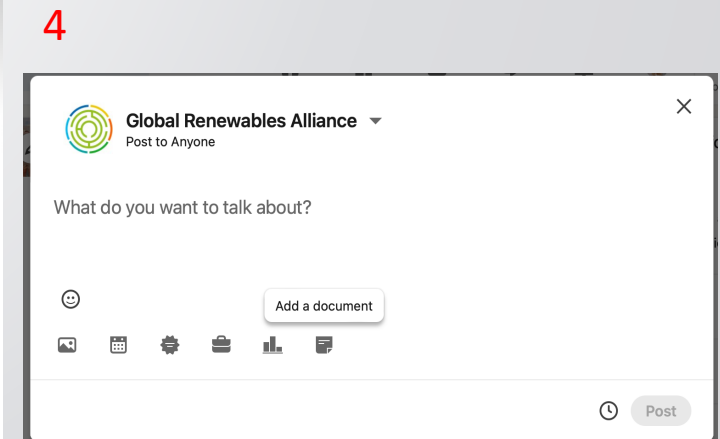 4
Global Renewables Alliance
Post to Anyone
What do you want to talk about?
Add a document
Post